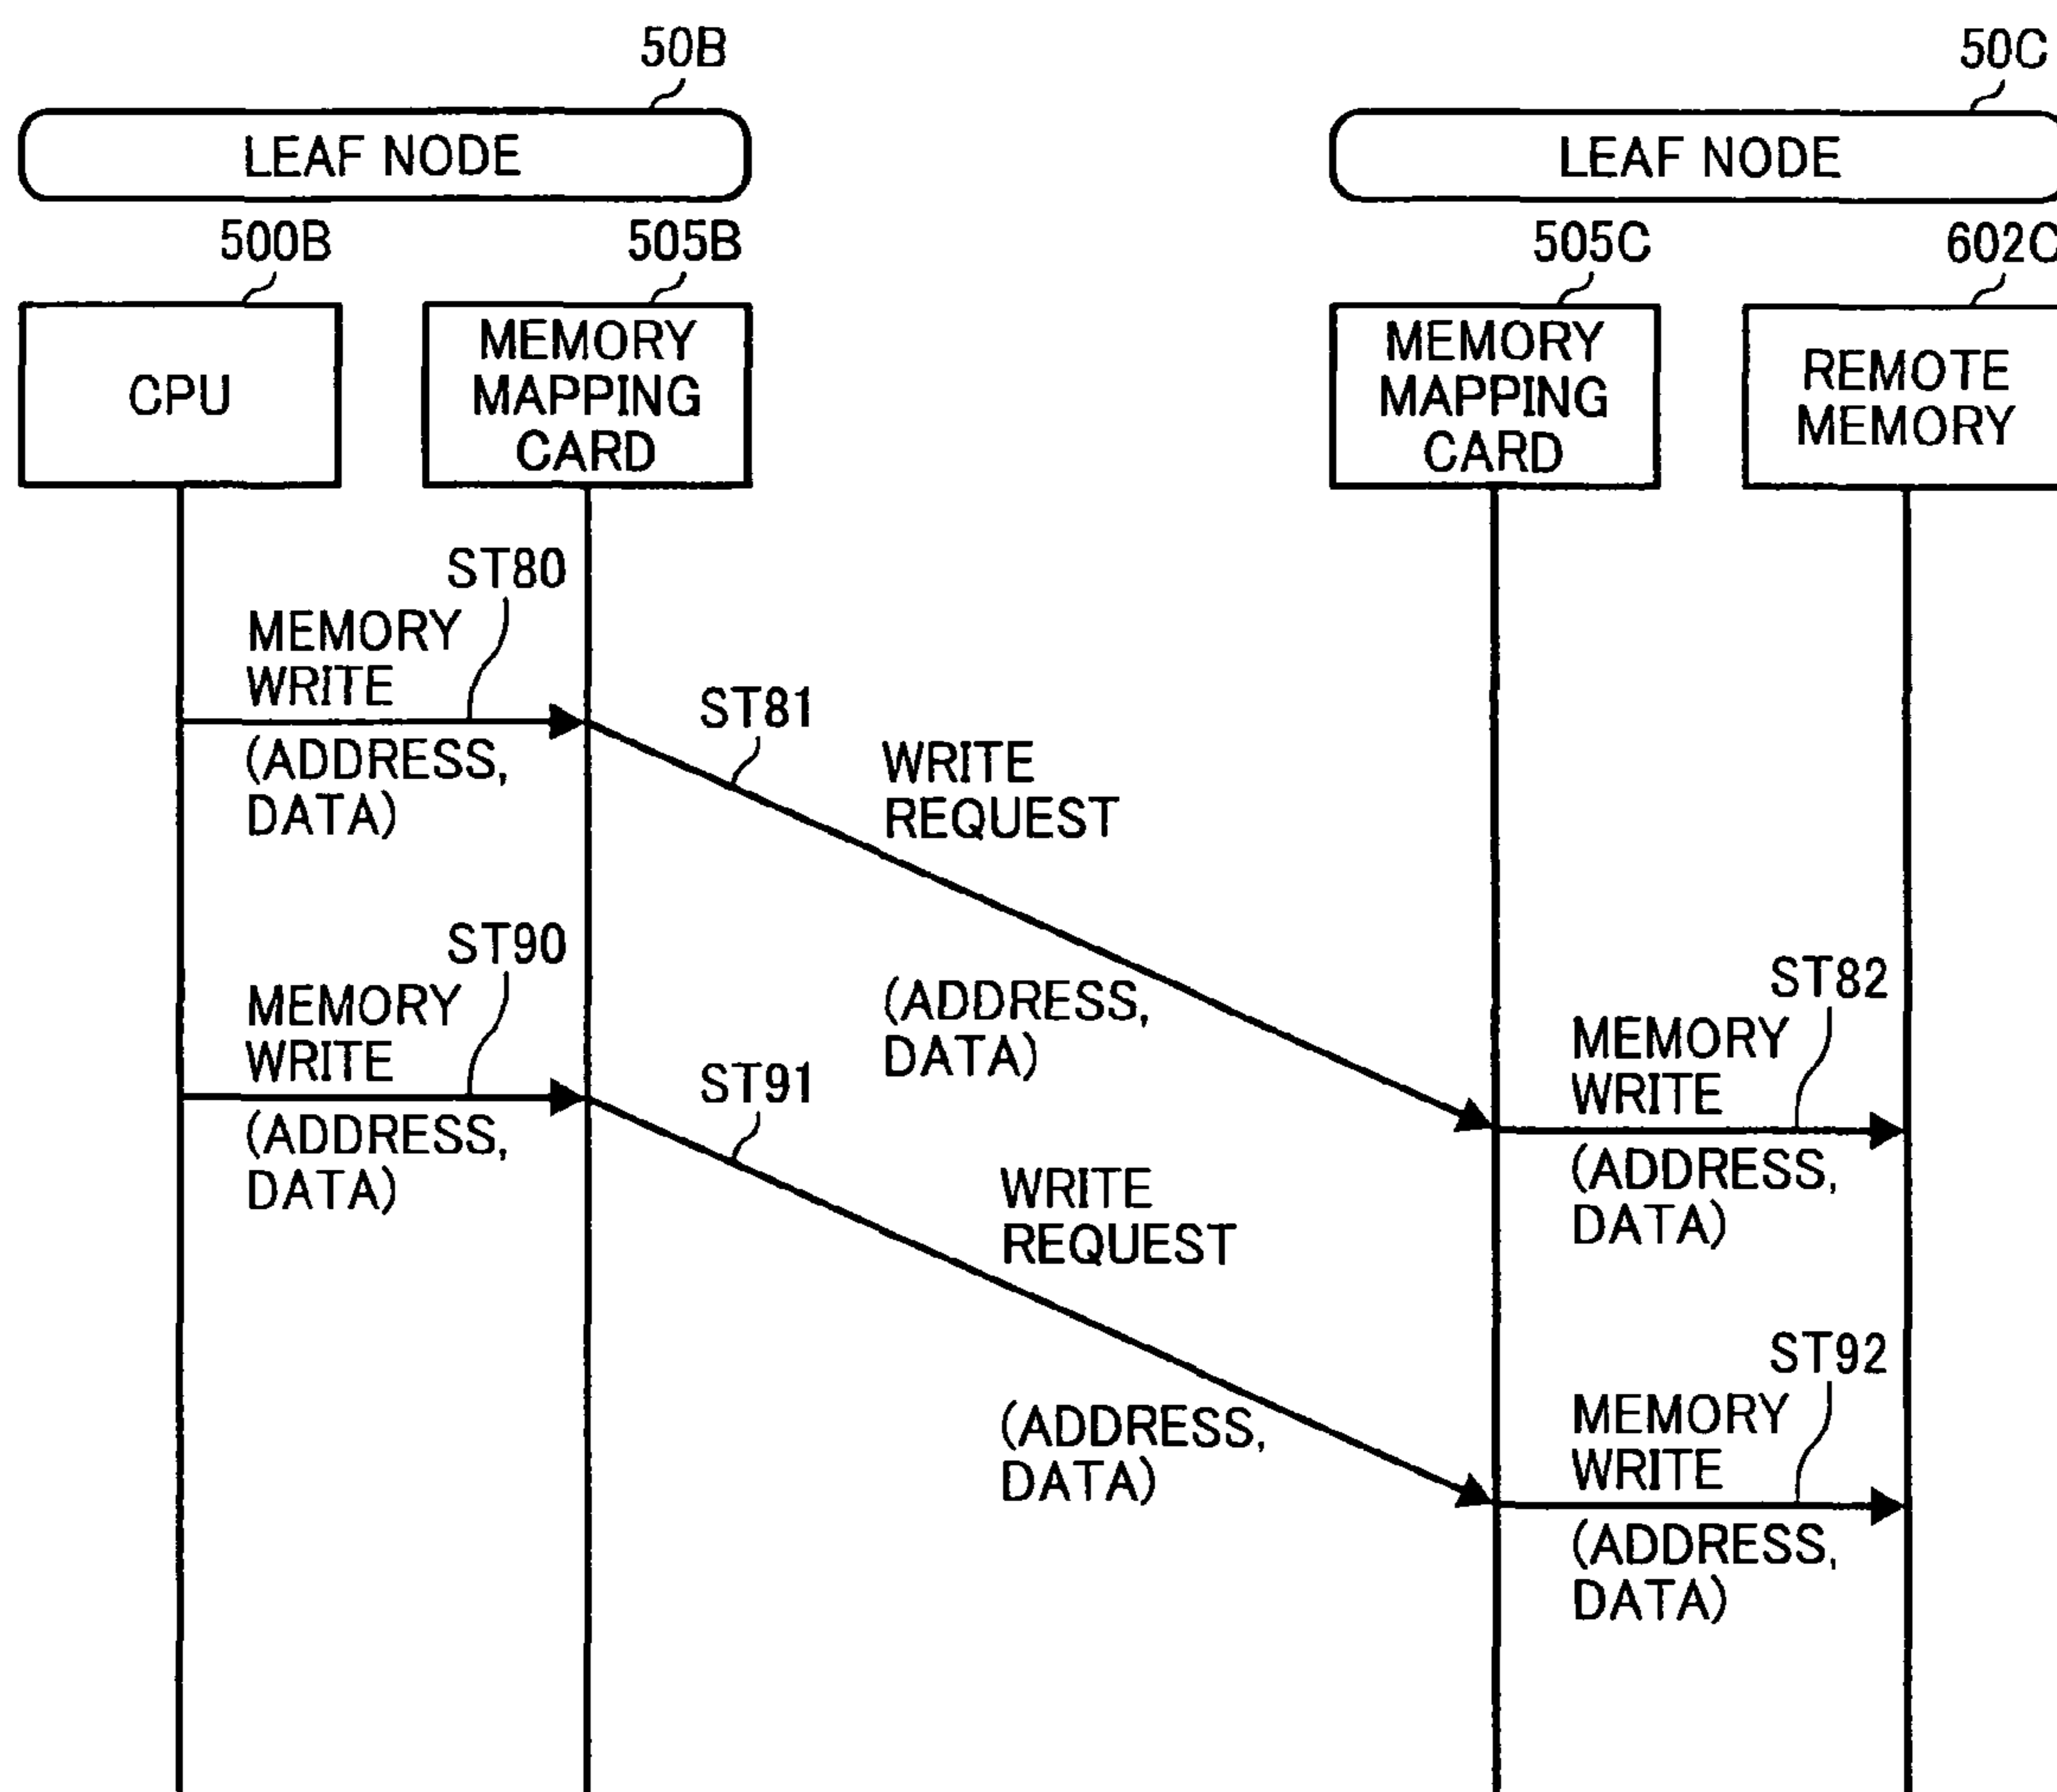 50B
50C
LEAF NODE
LEAF NODE
500B
505B
505C
602C
CPU
MEMORY
MAPPING
CARD
MEMORY
MAPPING
CARD
REMOTE
MEMORY
ST80
MEMORY
WRITE
(ADDRESS,
DATA)
ST81
WRITE
REQUEST
(ADDRESS,
DATA)
ST82
MEMORY
WRITE
(ADDRESS,
DATA)
ST90
MEMORY
WRITE
(ADDRESS,
DATA)
ST91
WRITE
REQUEST
(ADDRESS,
DATA)
ST92
MEMORY
WRITE
(ADDRESS,
DATA)